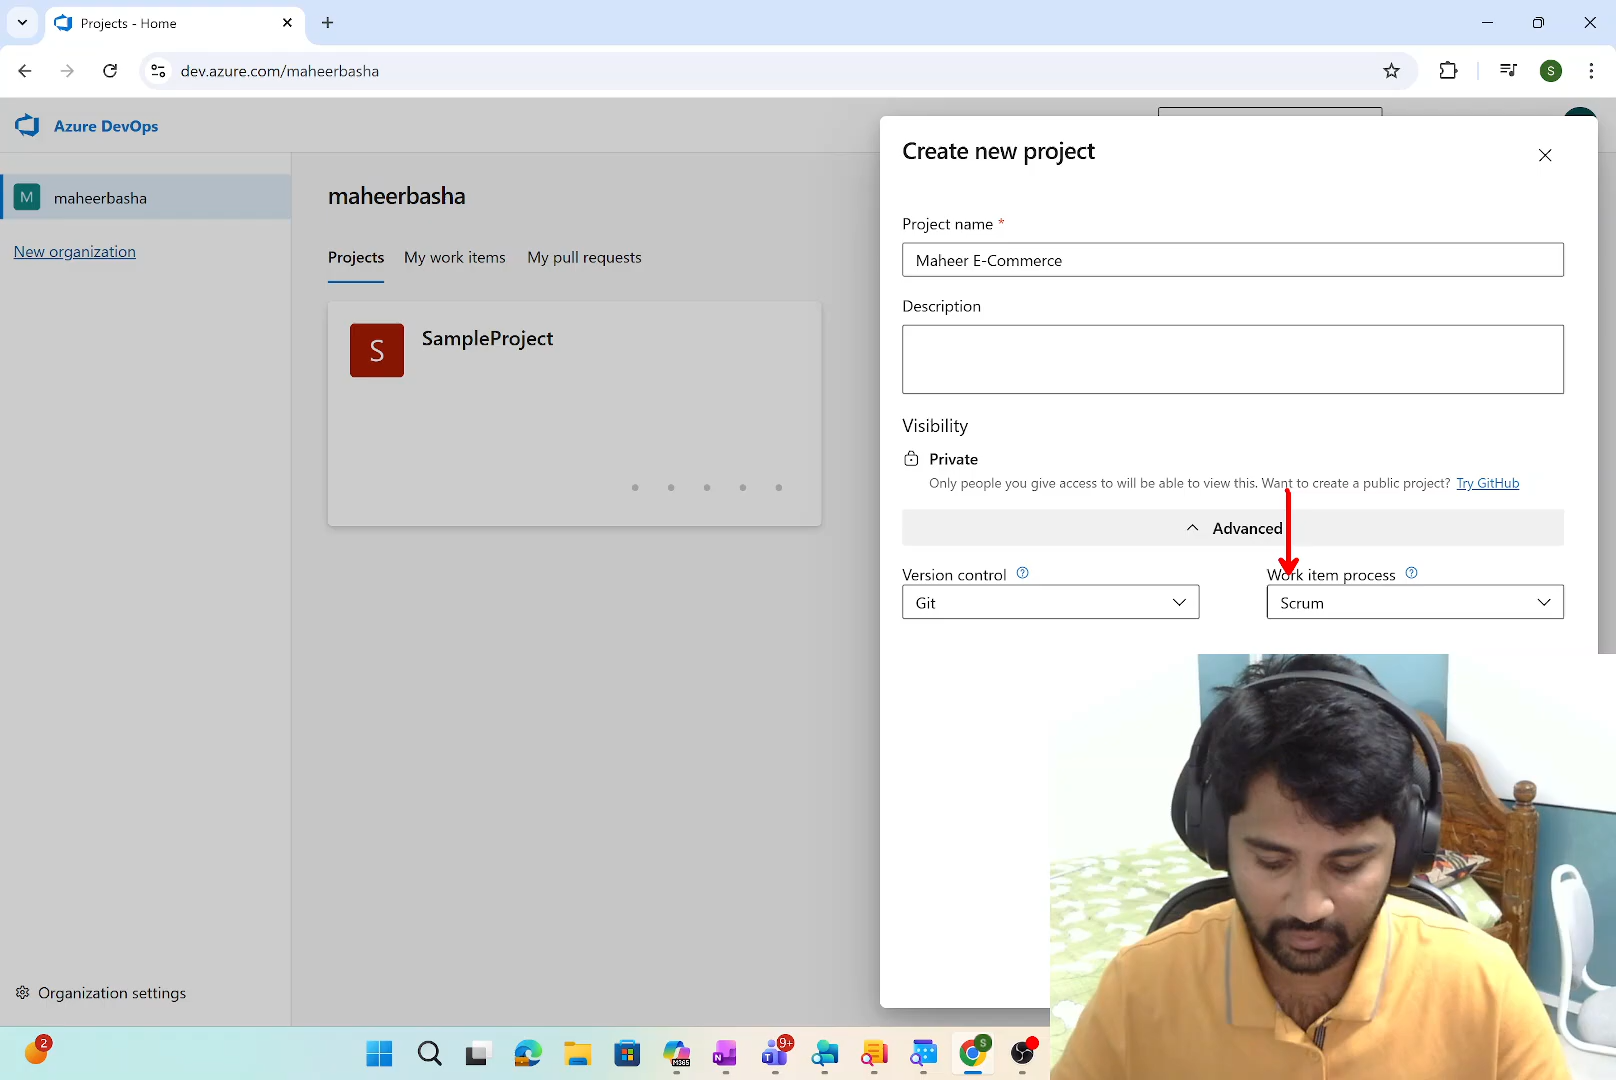 Projects - Home
dev.azure.com/maheerbasha
S
Azure DevOps
M maheerbasha
New organization
maheerbasha
Projects My work items My pull requests
S SampleProject
Organization settings
Create new project
Project name *
Maheer E-Commerce
Description
Visibility
Private
Only people you give access to will be able to view this. Want to create a public project? Try GitHub
Advanced
Version control
Git
Work item process
Scrum
2
M365
N
T
9+
S